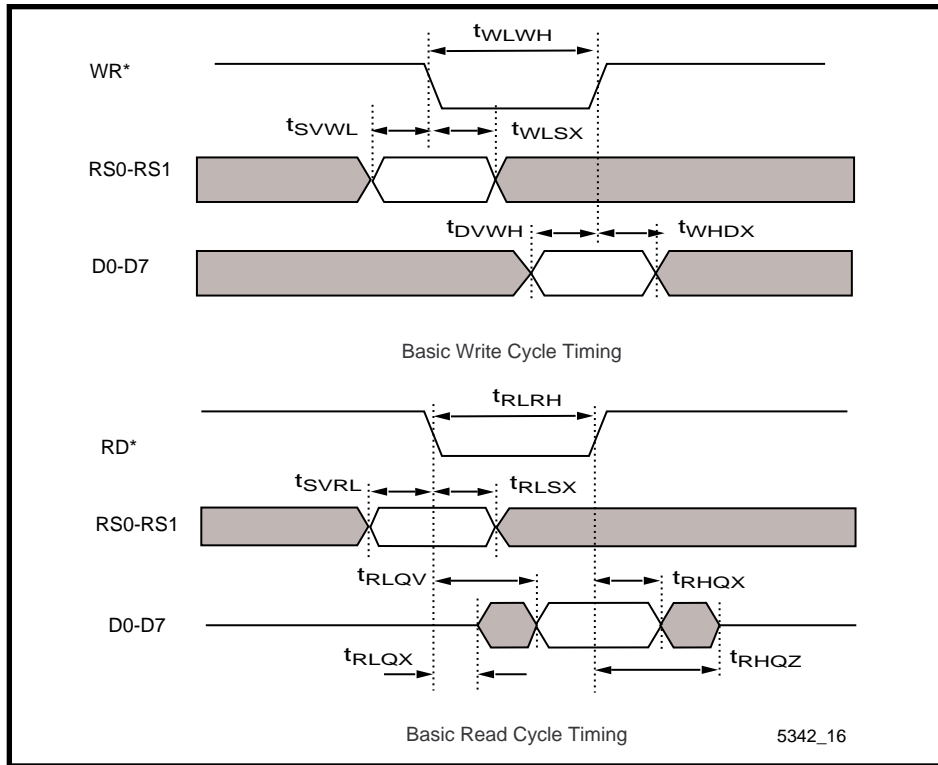 tWLWH
WR*
tSVWL tWLSX
RS0-RS1
tDVWH tWHDX
D0-D7
Basic Write Cycle Timing
tRLRH
RD*
tSVRL tRLSX
RS0-RS1
tRLQV tRHQX
D0-D7
tRLQX tRHQZ
Basic Read Cycle Timing 5342_16